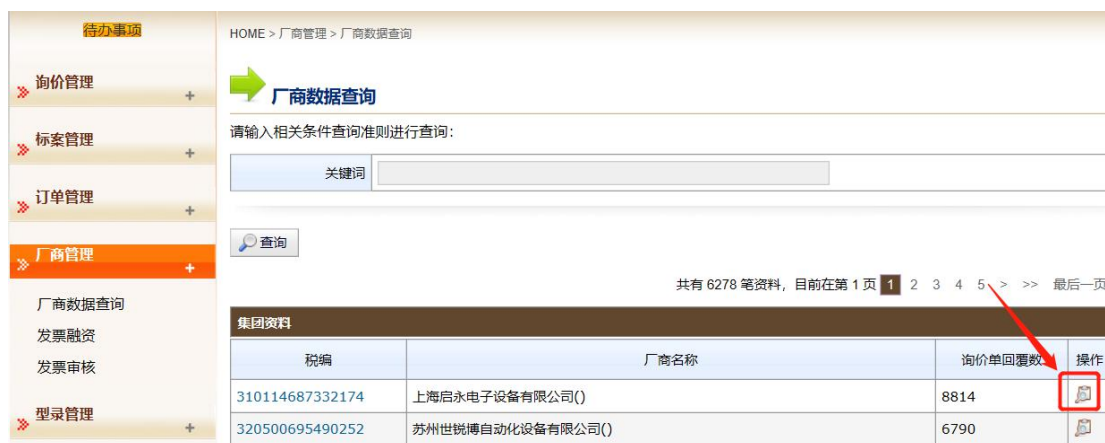 待办事项
询价管理
标案管理
订单管理
厂商管理
厂商数据查询
发票融资
发票审核
型录管理
HOME > 厂商管理 > 厂商数据查询
厂商数据查询
请输入相关条件查询准则进行查询:
关键词
查询
共有 6278 笔资料, 目前在第 1 页 1 2 3 4 5 > >> 最后一页
集团资料
税编 厂商名称 询价单回覆数 操作
310114687332174 上海启永电子设备有限公司() 8814
320500695490252 苏州世锐博自动化设备有限公司() 6790